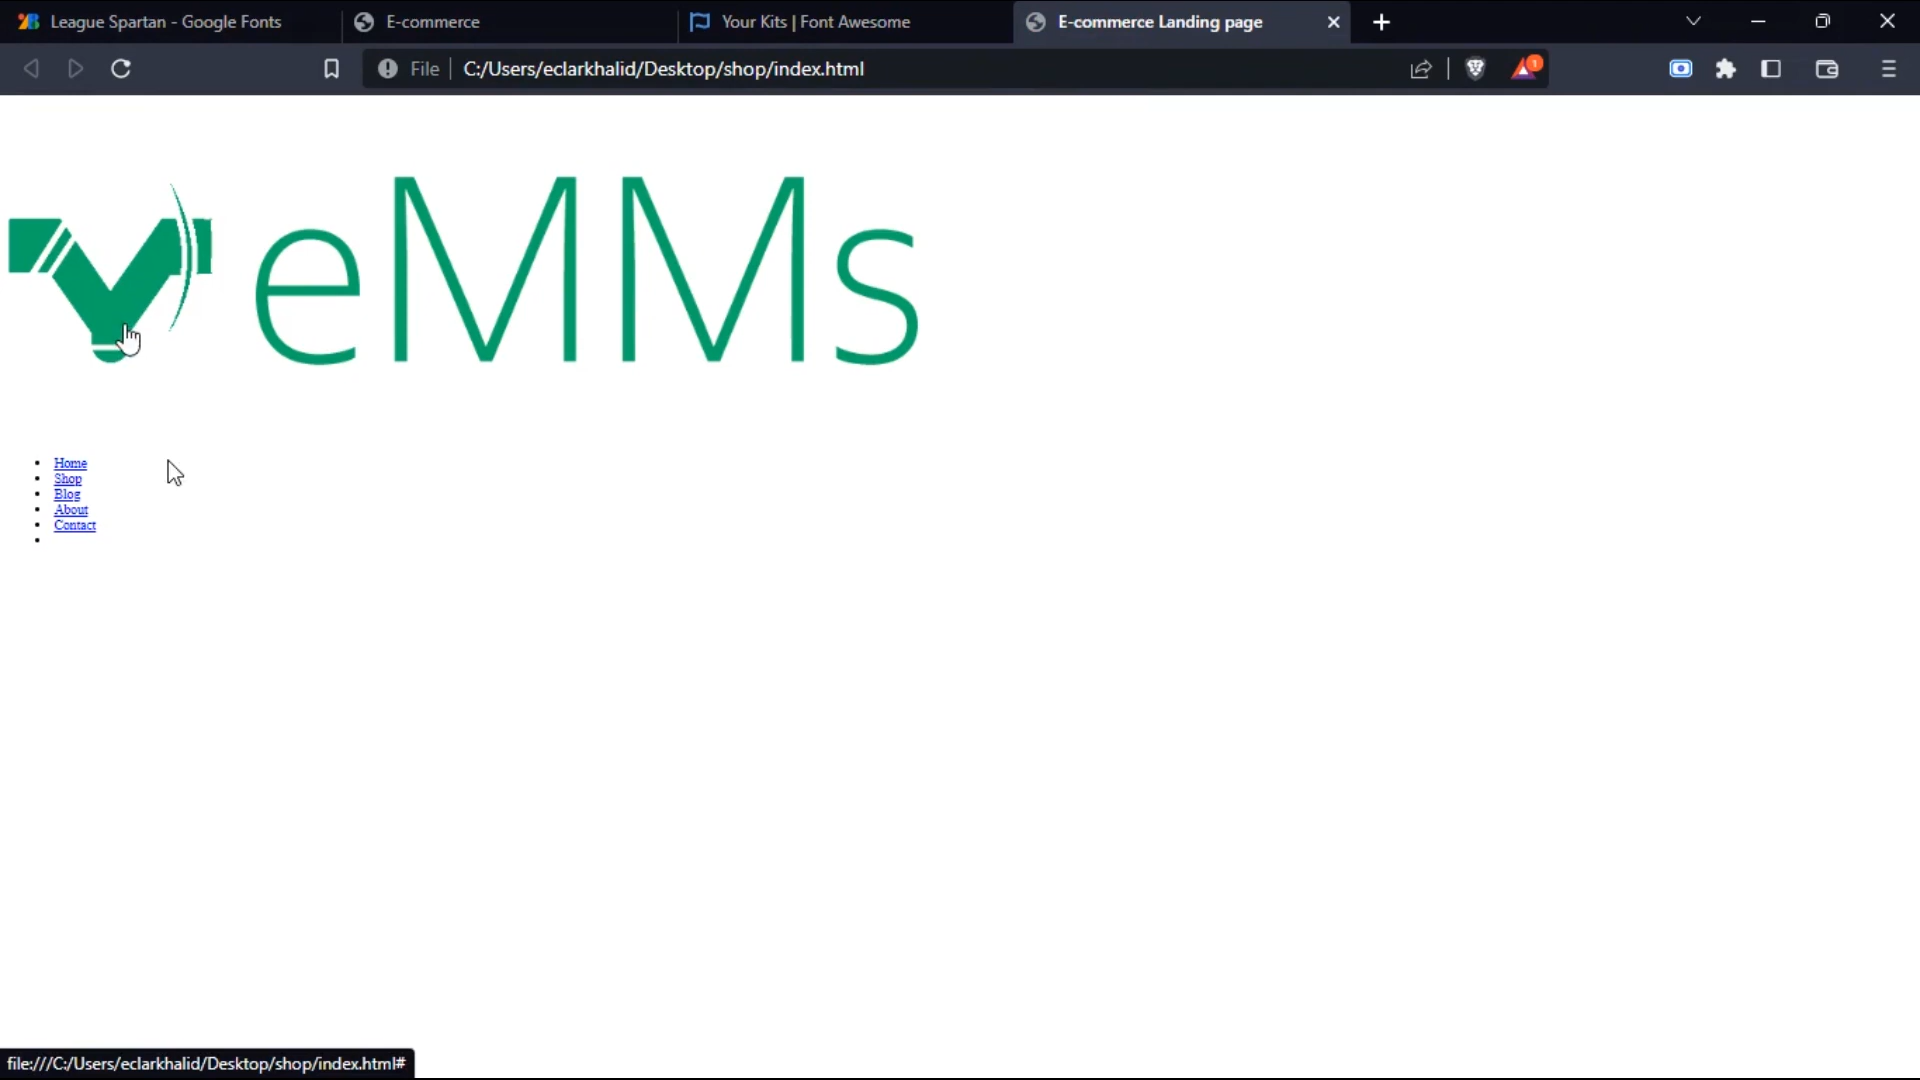 League Spartan - Google Fonts
E-commerce
Your Kits | Font Awesome
E-commerce Landing page
File
C:/Users/eclarkhalid/Desktop/shop/index.html
1
eMMs
Home
Shop
Blog
About
Contact
file:///C:/Users/eclarkhalid/Desktop/shop/index.html#